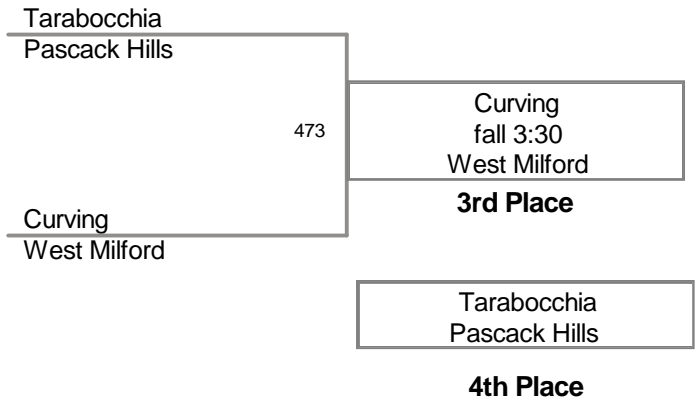 Tarabocchia
Pascack Hills
473
Curving
fall 3:30
West Milford
3rd Place
Curving
West Milford
Tarabocchia
Pascack Hills
4th Place